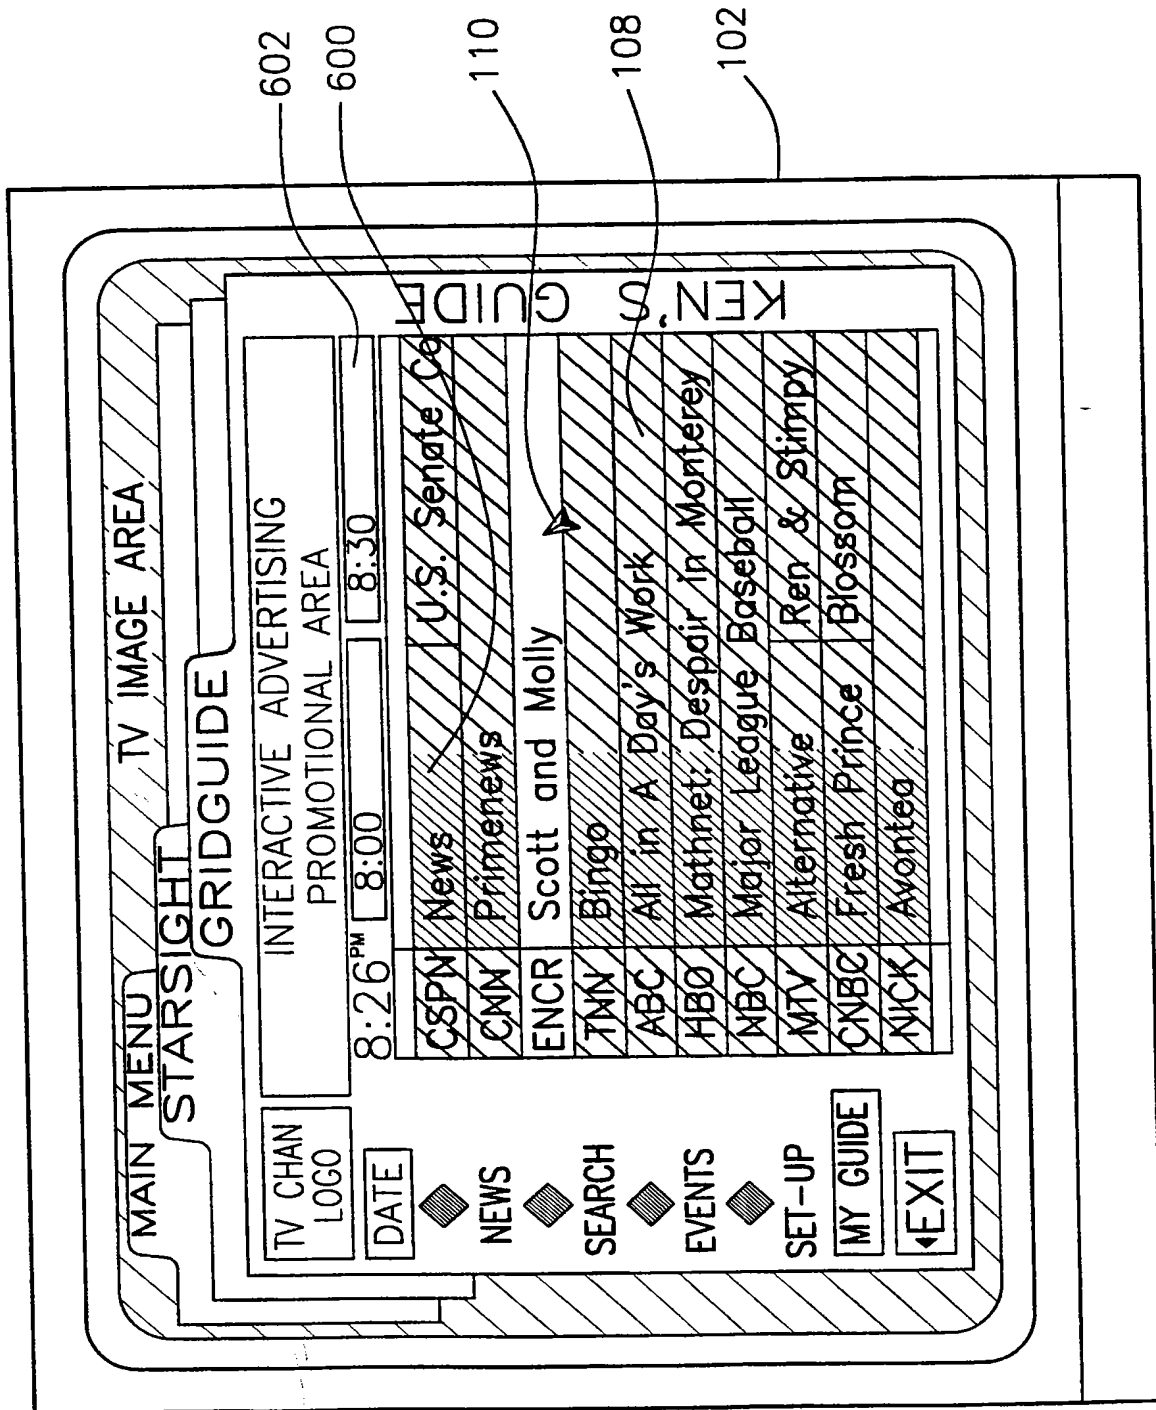 MAIN MENU
TV IMAGE AREA
STARSIGHT
GRIDGUIDE
TV CHAN
LOGO
INTERACTIVE ADVERTISING
PROMOTIONAL AREA
DATE
8:26 PM 8:00 8:30
CSPN News U.S. Senate Co
CNN Primenews
ENCR Scott and Molly
TNN Bingo
ABC All in A Day's Work
HBO Mathnet: Despair in Monterey
NBC Major League Baseball
MTV Alternative Ren & Stimpy
CNBC Fresh Prince Blossom
NICK Avontea
NEWS
SEARCH
EVENTS
SET-UP
MY GUIDE
EXIT
KEN'S GUIDE
602
600
110
108
102